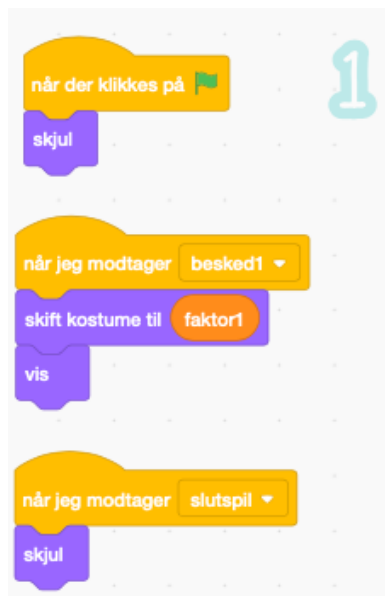 når der klikkes på
1
skjul
når jeg modtager besked1
skift kostume til faktor1
vis
når jeg modtager slutspil
skjul